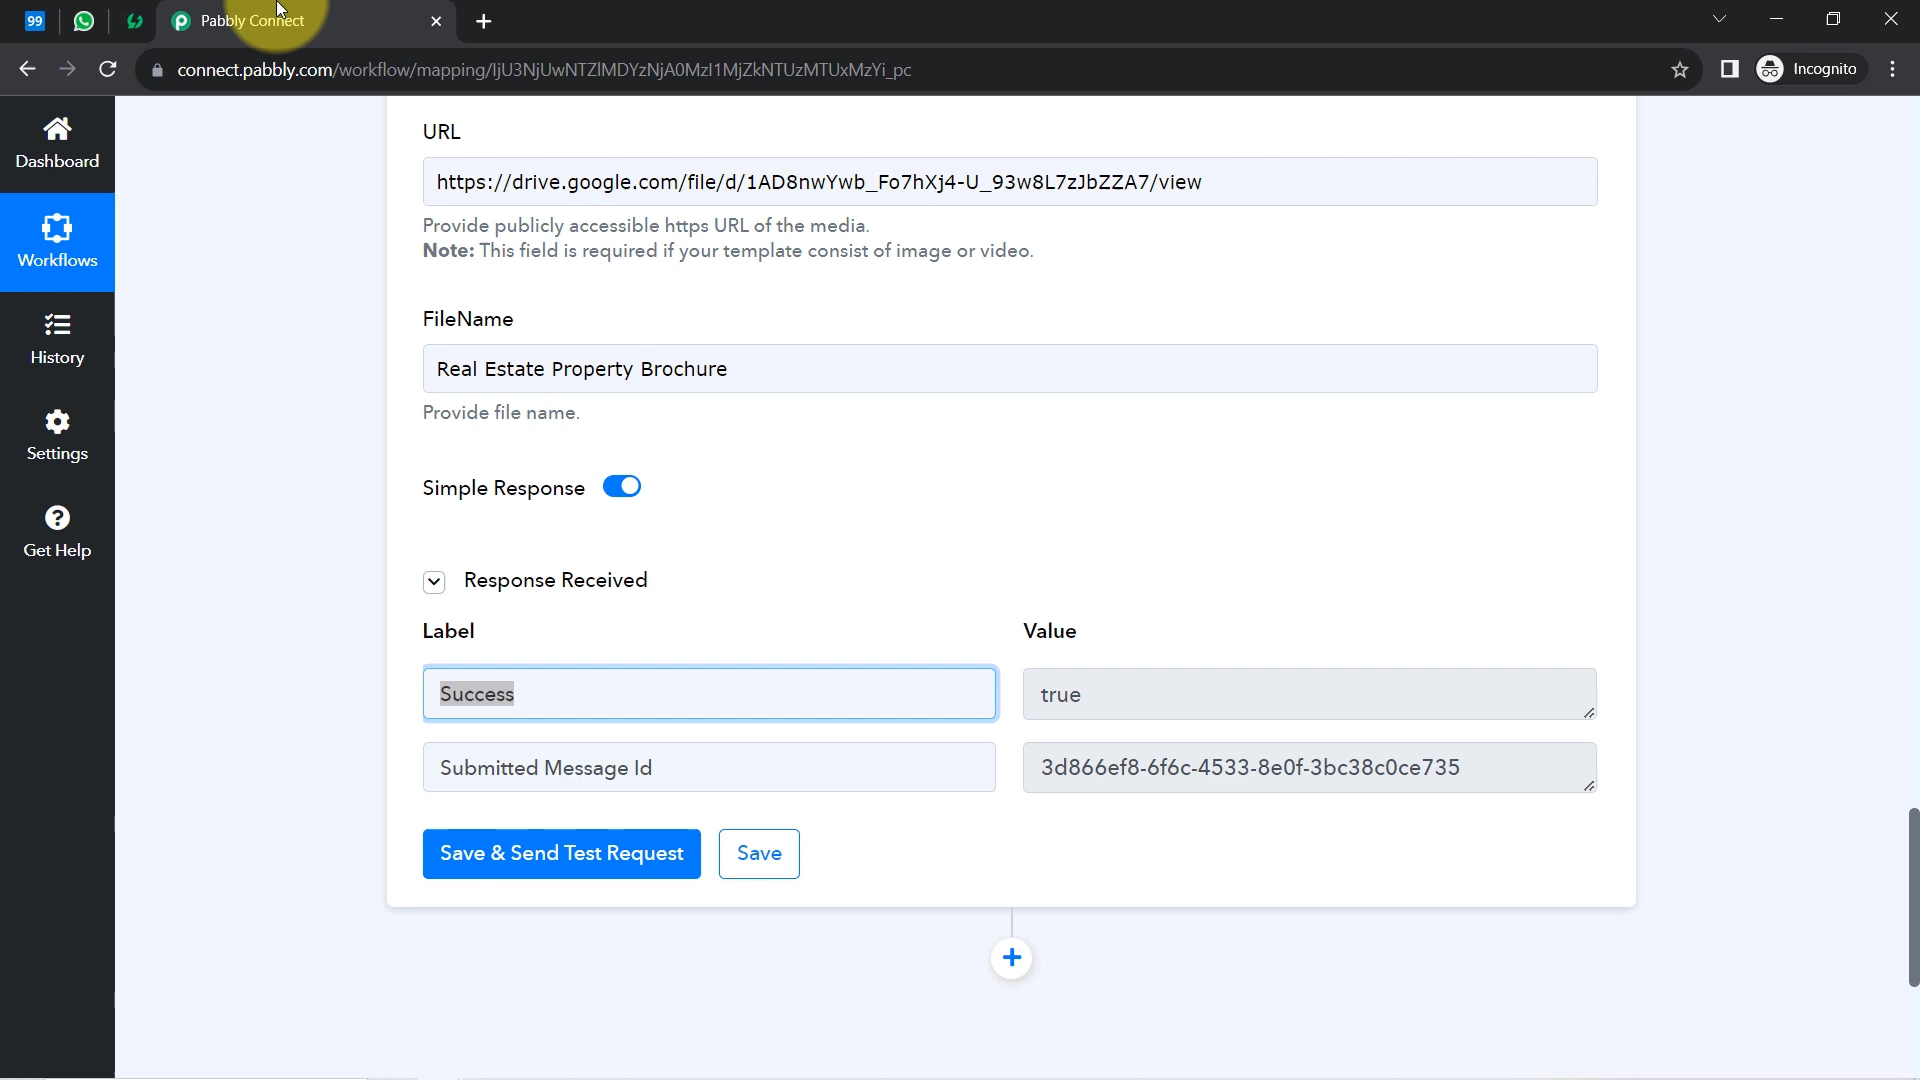 99
Pabbly Connect
connect.pabbly.com/workflow/mapping/IjU3NjUwNTZlMDYzNjA0MzI1MjZkNTUzMTUxMzYi_pc
Incognito
Dashboard
Workflows
History
Settings
Get Help
URL
https://drive.google.com/file/d/1AD8nwYwb_Fo7hXj4-U_93w8L7zJbZZA7/view
Provide publicly accessible https URL of the media.
Note: This field is required if your template consist of image or video.
FileName
Real Estate Property Brochure
Provide file name.
Simple Response
Response Received
Label
Value
Success
true
Submitted Message Id
3d866ef8-6f6c-4533-8e0f-3bc38c0ce735
Save & Send Test Request
Save